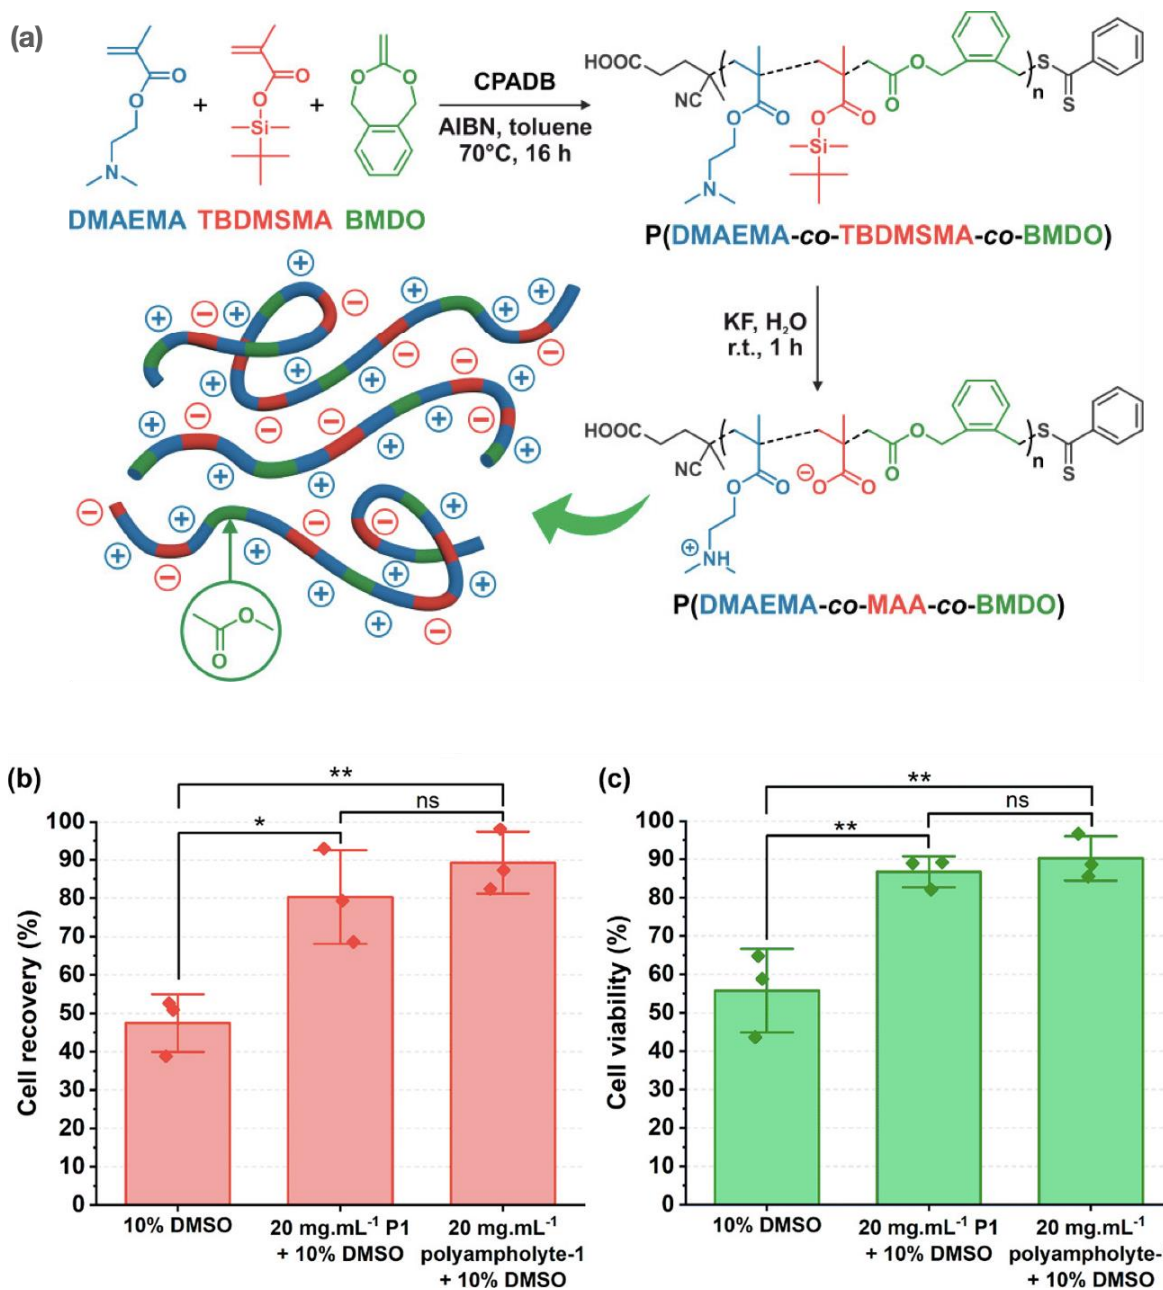 (a)
O
O
N
+
O
O
Si
+
O
O
CPADB
AIBN, toluene
70°C, 16 h
HOOC
NC
O
O
N
O
O
Si
O
O
n
S
S
DMAEMA TBDMSMA BMDO
P(DMAEMA-co-TBDMSMA-co-BMDO)
KF, H₂O
r.t., 1 h
HOOC
NC
O
O
NH
⊕
⊖
O
O
O
O
n
S
S
P(DMAEMA-co-MAA-co-BMDO)
O
O
(b)
**
ns
*
Cell recovery (%)
100
90
80
70
60
50
40
30
20
10
0
10% DMSO
20 mg.mL⁻¹ P1
+ 10% DMSO
20 mg.mL⁻¹
polyampholyte-1
+ 10% DMSO
(c)
**
ns
**
Cell viability (%)
100
90
80
70
60
50
40
30
20
10
0
10% DMSO
20 mg.mL⁻¹ P1
+ 10% DMSO
20 mg.mL⁻¹
polyampholyte-
+ 10% DMSO